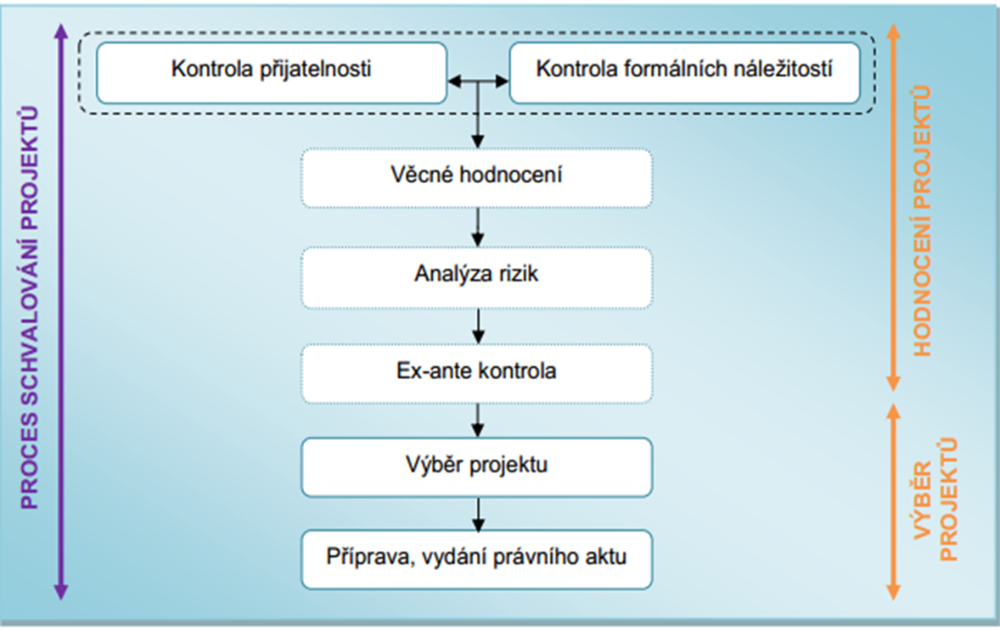 PROCES SCHVALOVÁNÍ PROJEKTŮ
Kontrola přijatelnosti
Kontrola formálních náležitostí
Věcné hodnocení
Analýza rizik
Ex-ante kontrola
Výběr projektu
Příprava, vydání právního aktu
HODNOCENÍ PROJEKTŮ
VÝBĚR
PROJEKTŮ